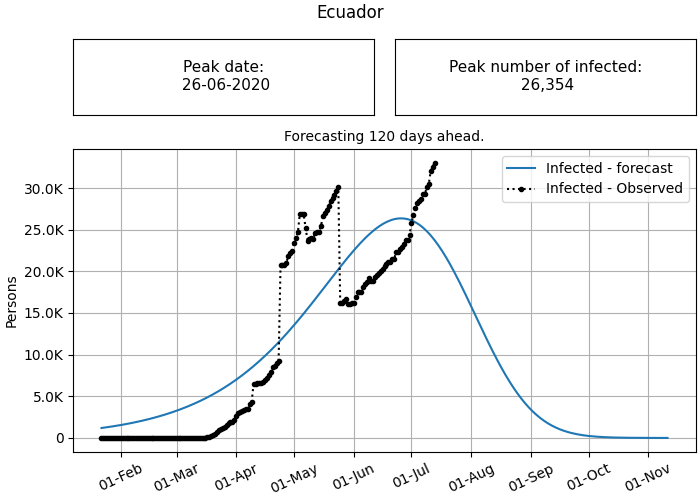 Ecuador
Peak date:
26-06-2020
Peak number of infected:
26,354
Forecasting 120 days ahead.
Infected - forecast
Infected - Observed
Persons
30.0K
25.0K
20.0K
15.0K
10.0K
5.0K
0
01-Feb
01-Mar
01-Apr
01-May
01-Jun
01-Jul
01-Aug
01-Sep
01-Oct
01-Nov